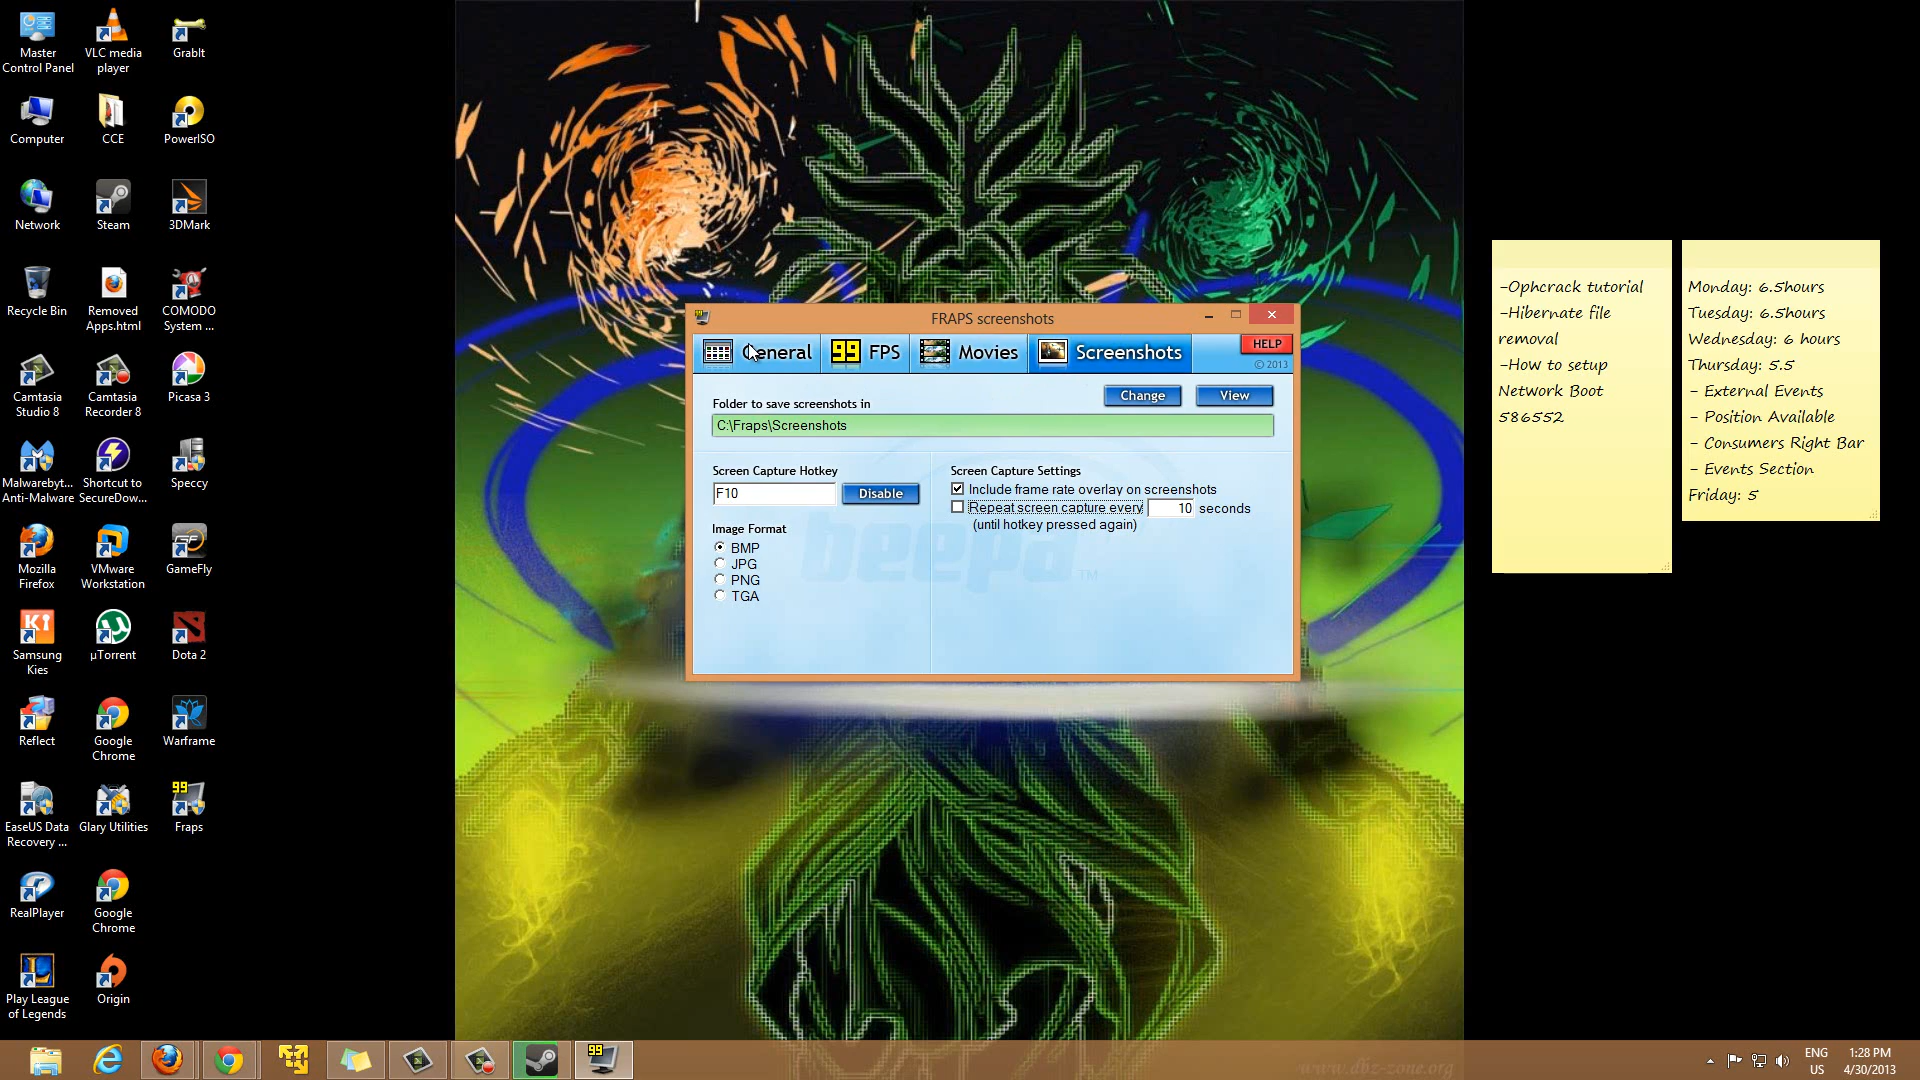 Master
Control Panel
VLC media
player
GrabIt
Computer
CCE
PowerISO
Network
Steam
3DMark
Recycle Bin
Removed
Apps.html
COMODO
System ...
Camtasia
Studio 8
Camtasia
Recorder 8
Picasa 3
Malwarebyt...
Anti-Malware
Shortcut to
SecureDow...
Speccy
Mozilla
Firefox
VMware
Workstation
GameFly
Samsung
Kies
µTorrent
Dota 2
Reflect
Google
Chrome
Warframe
EaseUS Data
Recovery ...
Glary Utilities
99
Fraps
RealPlayer
Google
Chrome
Play League
of Legends
Origin
FRAPS screenshots
General
99 FPS
Movies
Screenshots
HELP
© 2013
Folder to save screenshots in
Change
View
C:\Fraps\Screenshots
Screen Capture Hotkey
F10
Disable
Image Format
BMP
JPG
PNG
TGA
Screen Capture Settings
Include frame rate overlay on screenshots
Repeat screen capture every 10 seconds
(until hotkey pressed again)
beepa™
-Ophcrack tutorial
-Hibernate file
removal
-How to setup
Network Boot
586552
Monday: 6.5hours
Tuesday: 6.5hours
Wednesday: 6 hours
Thursday: 5.5
- External Events
- Position Available
- Consumers Right Bar
- Events Section
Friday: 5
www.dbz-zone.org
99
ENG
US
1:28 PM
4/30/2013